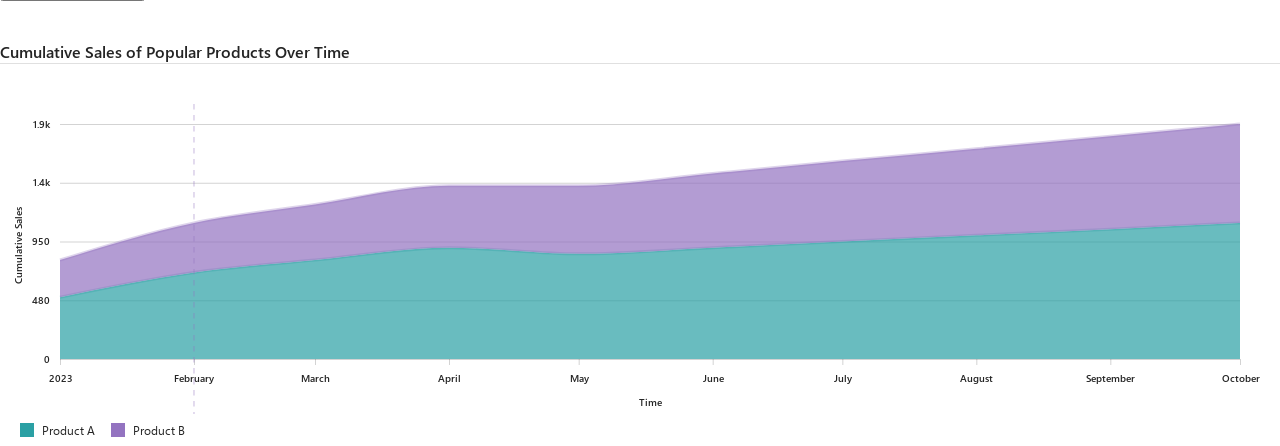 Cumulative Sales of Popular Products Over Time
1.9k
1.4k
950
480
0
Cumulative Sales
2023 February March April May June July August September October
Time
Product A Product B